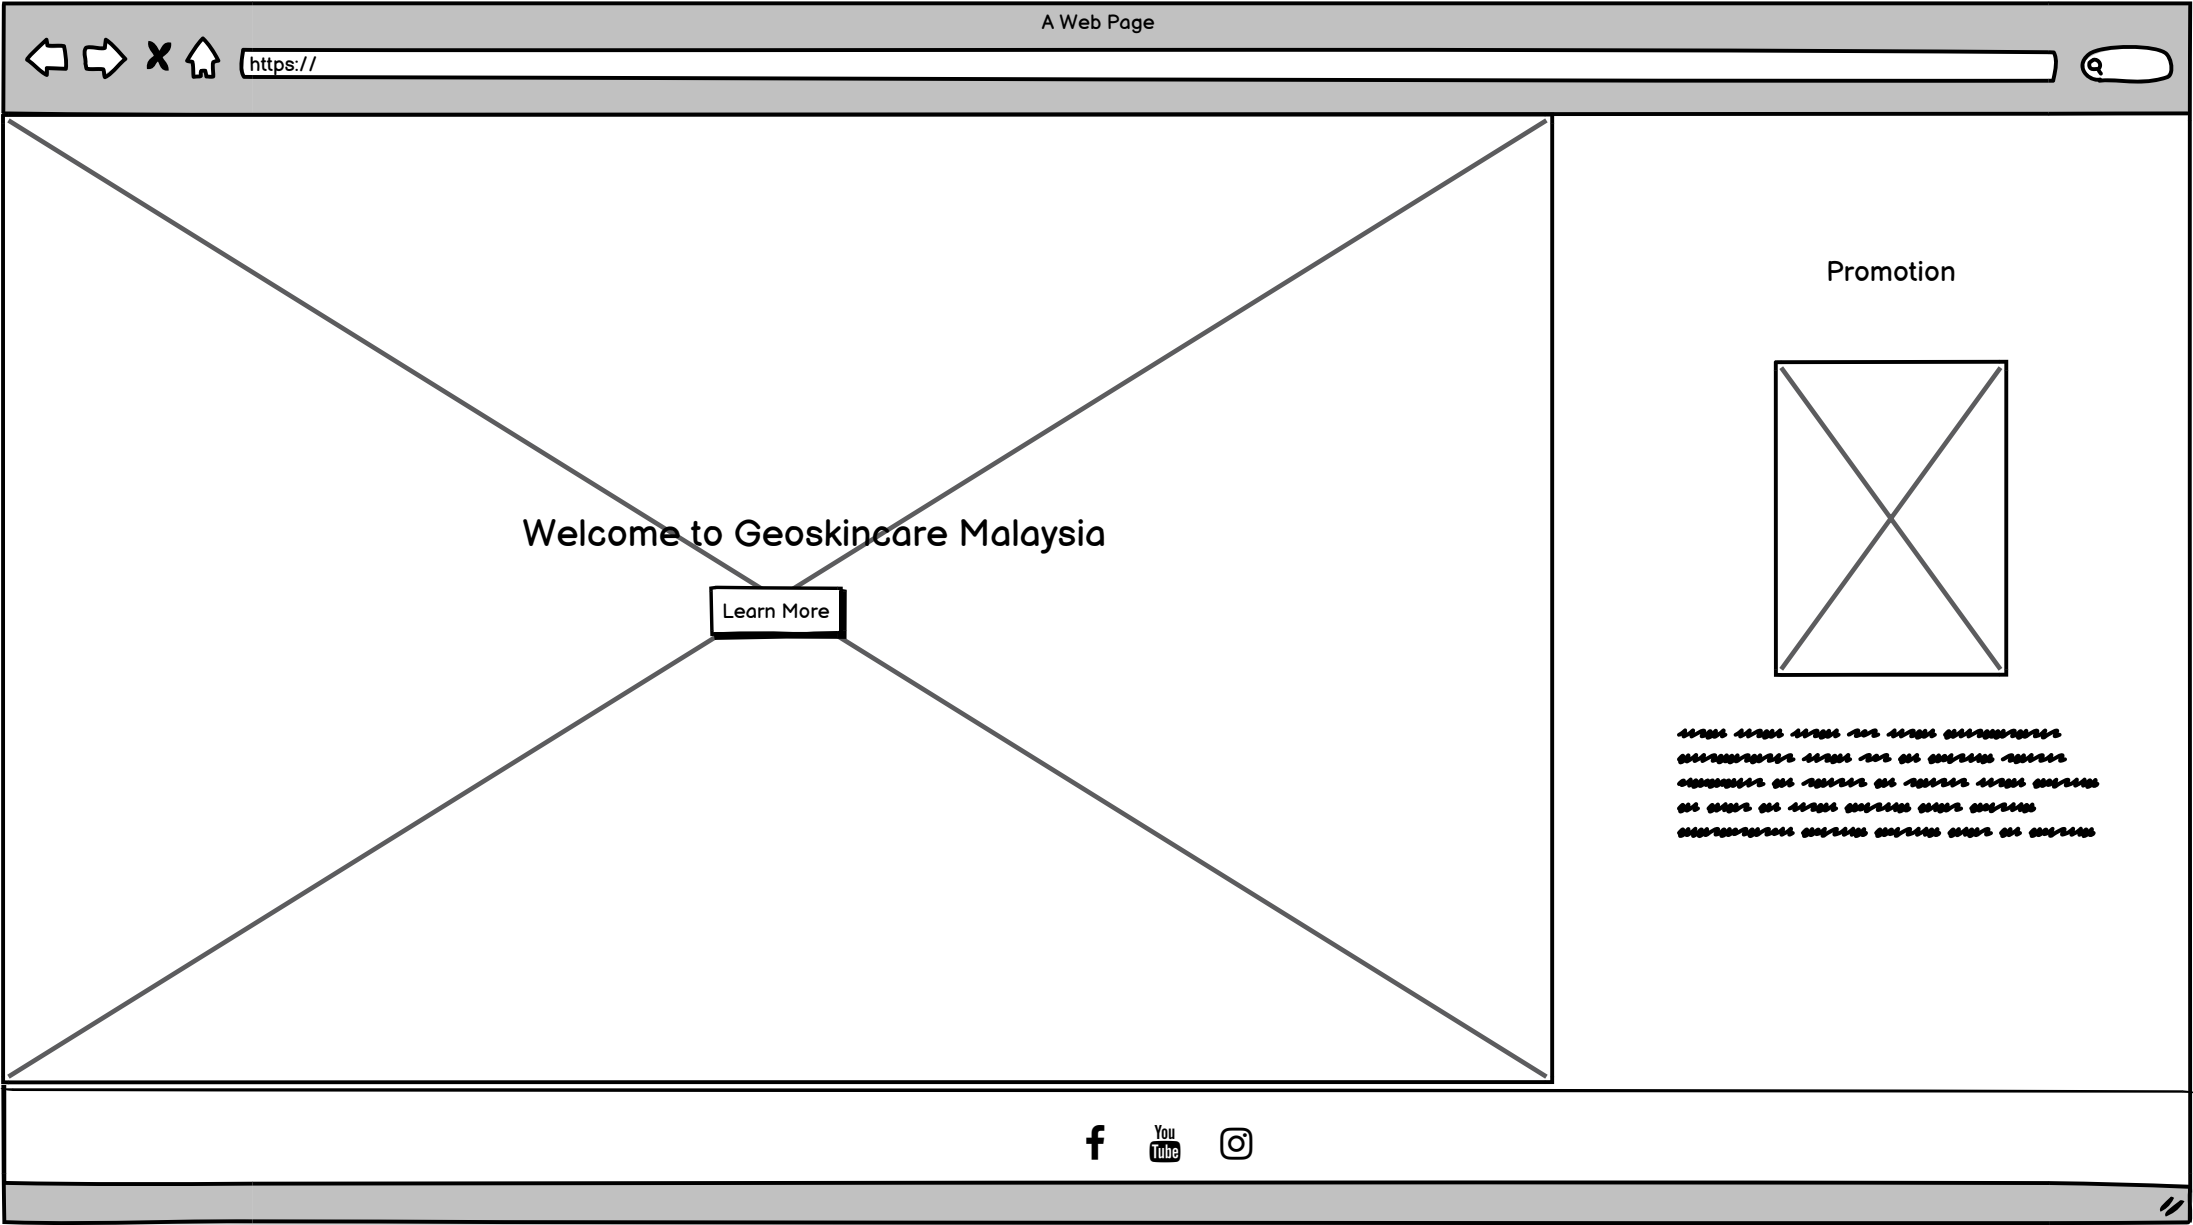 A Web Page
https://
Welcome to Geoskincare Malaysia
Learn More
Promotion
You
Tube